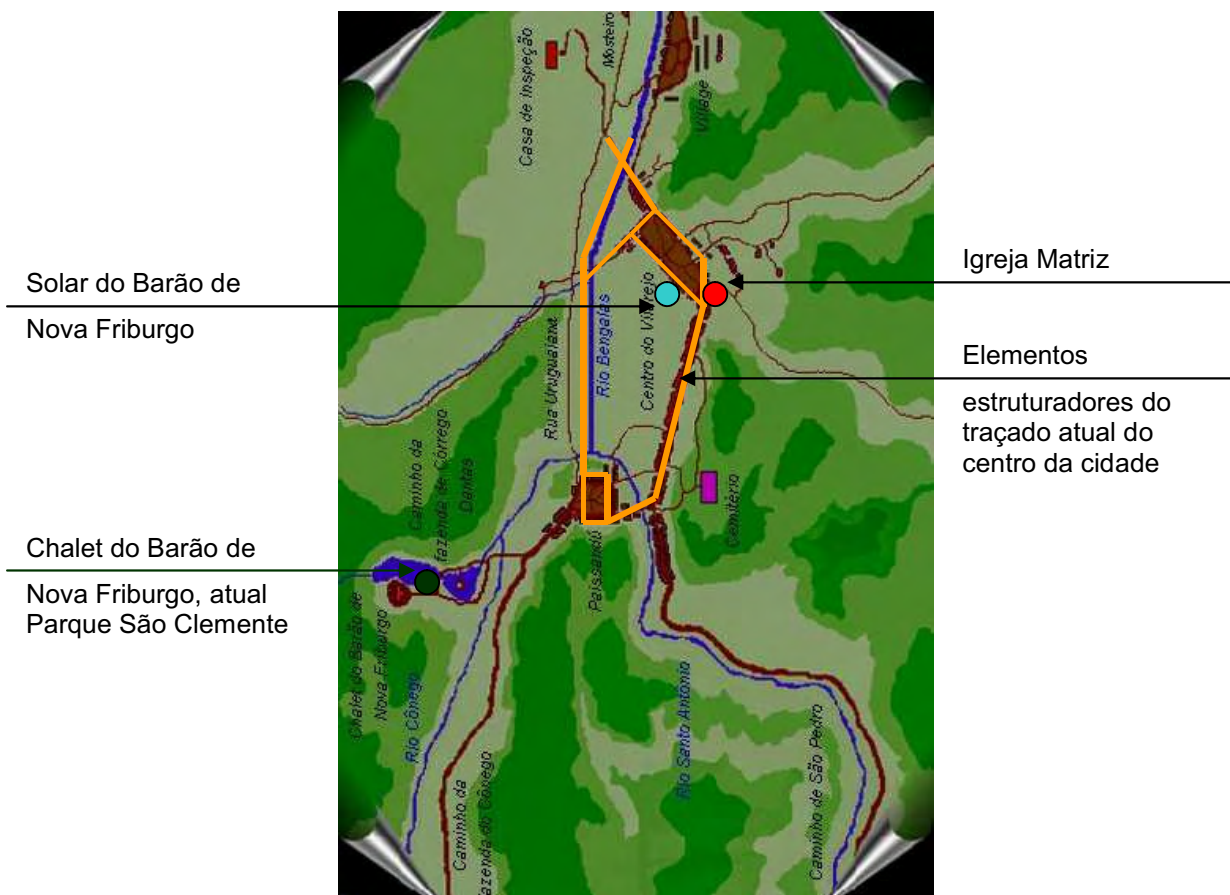 Solar do Barão de
Nova Friburgo
Chalet do Barão de
Nova Friburgo, atual
Parque São Clemente
Igreja Matriz
Elementos
estruturadores do
traçado atual do
centro da cidade
Casa de Inspeção
Mosteiro
Village
Rua Uruguaiana
Rio Bengalas
Centro do Vilarejo
Caminho da
fazenda de Córrego
Dantas
Cemitério
Paissandú
Chalet do Barão de
Nova Friburgo
Rio Cônego
Caminho da
fazenda do Cônego
Rio Santo Antônio
Caminho de São Pedro